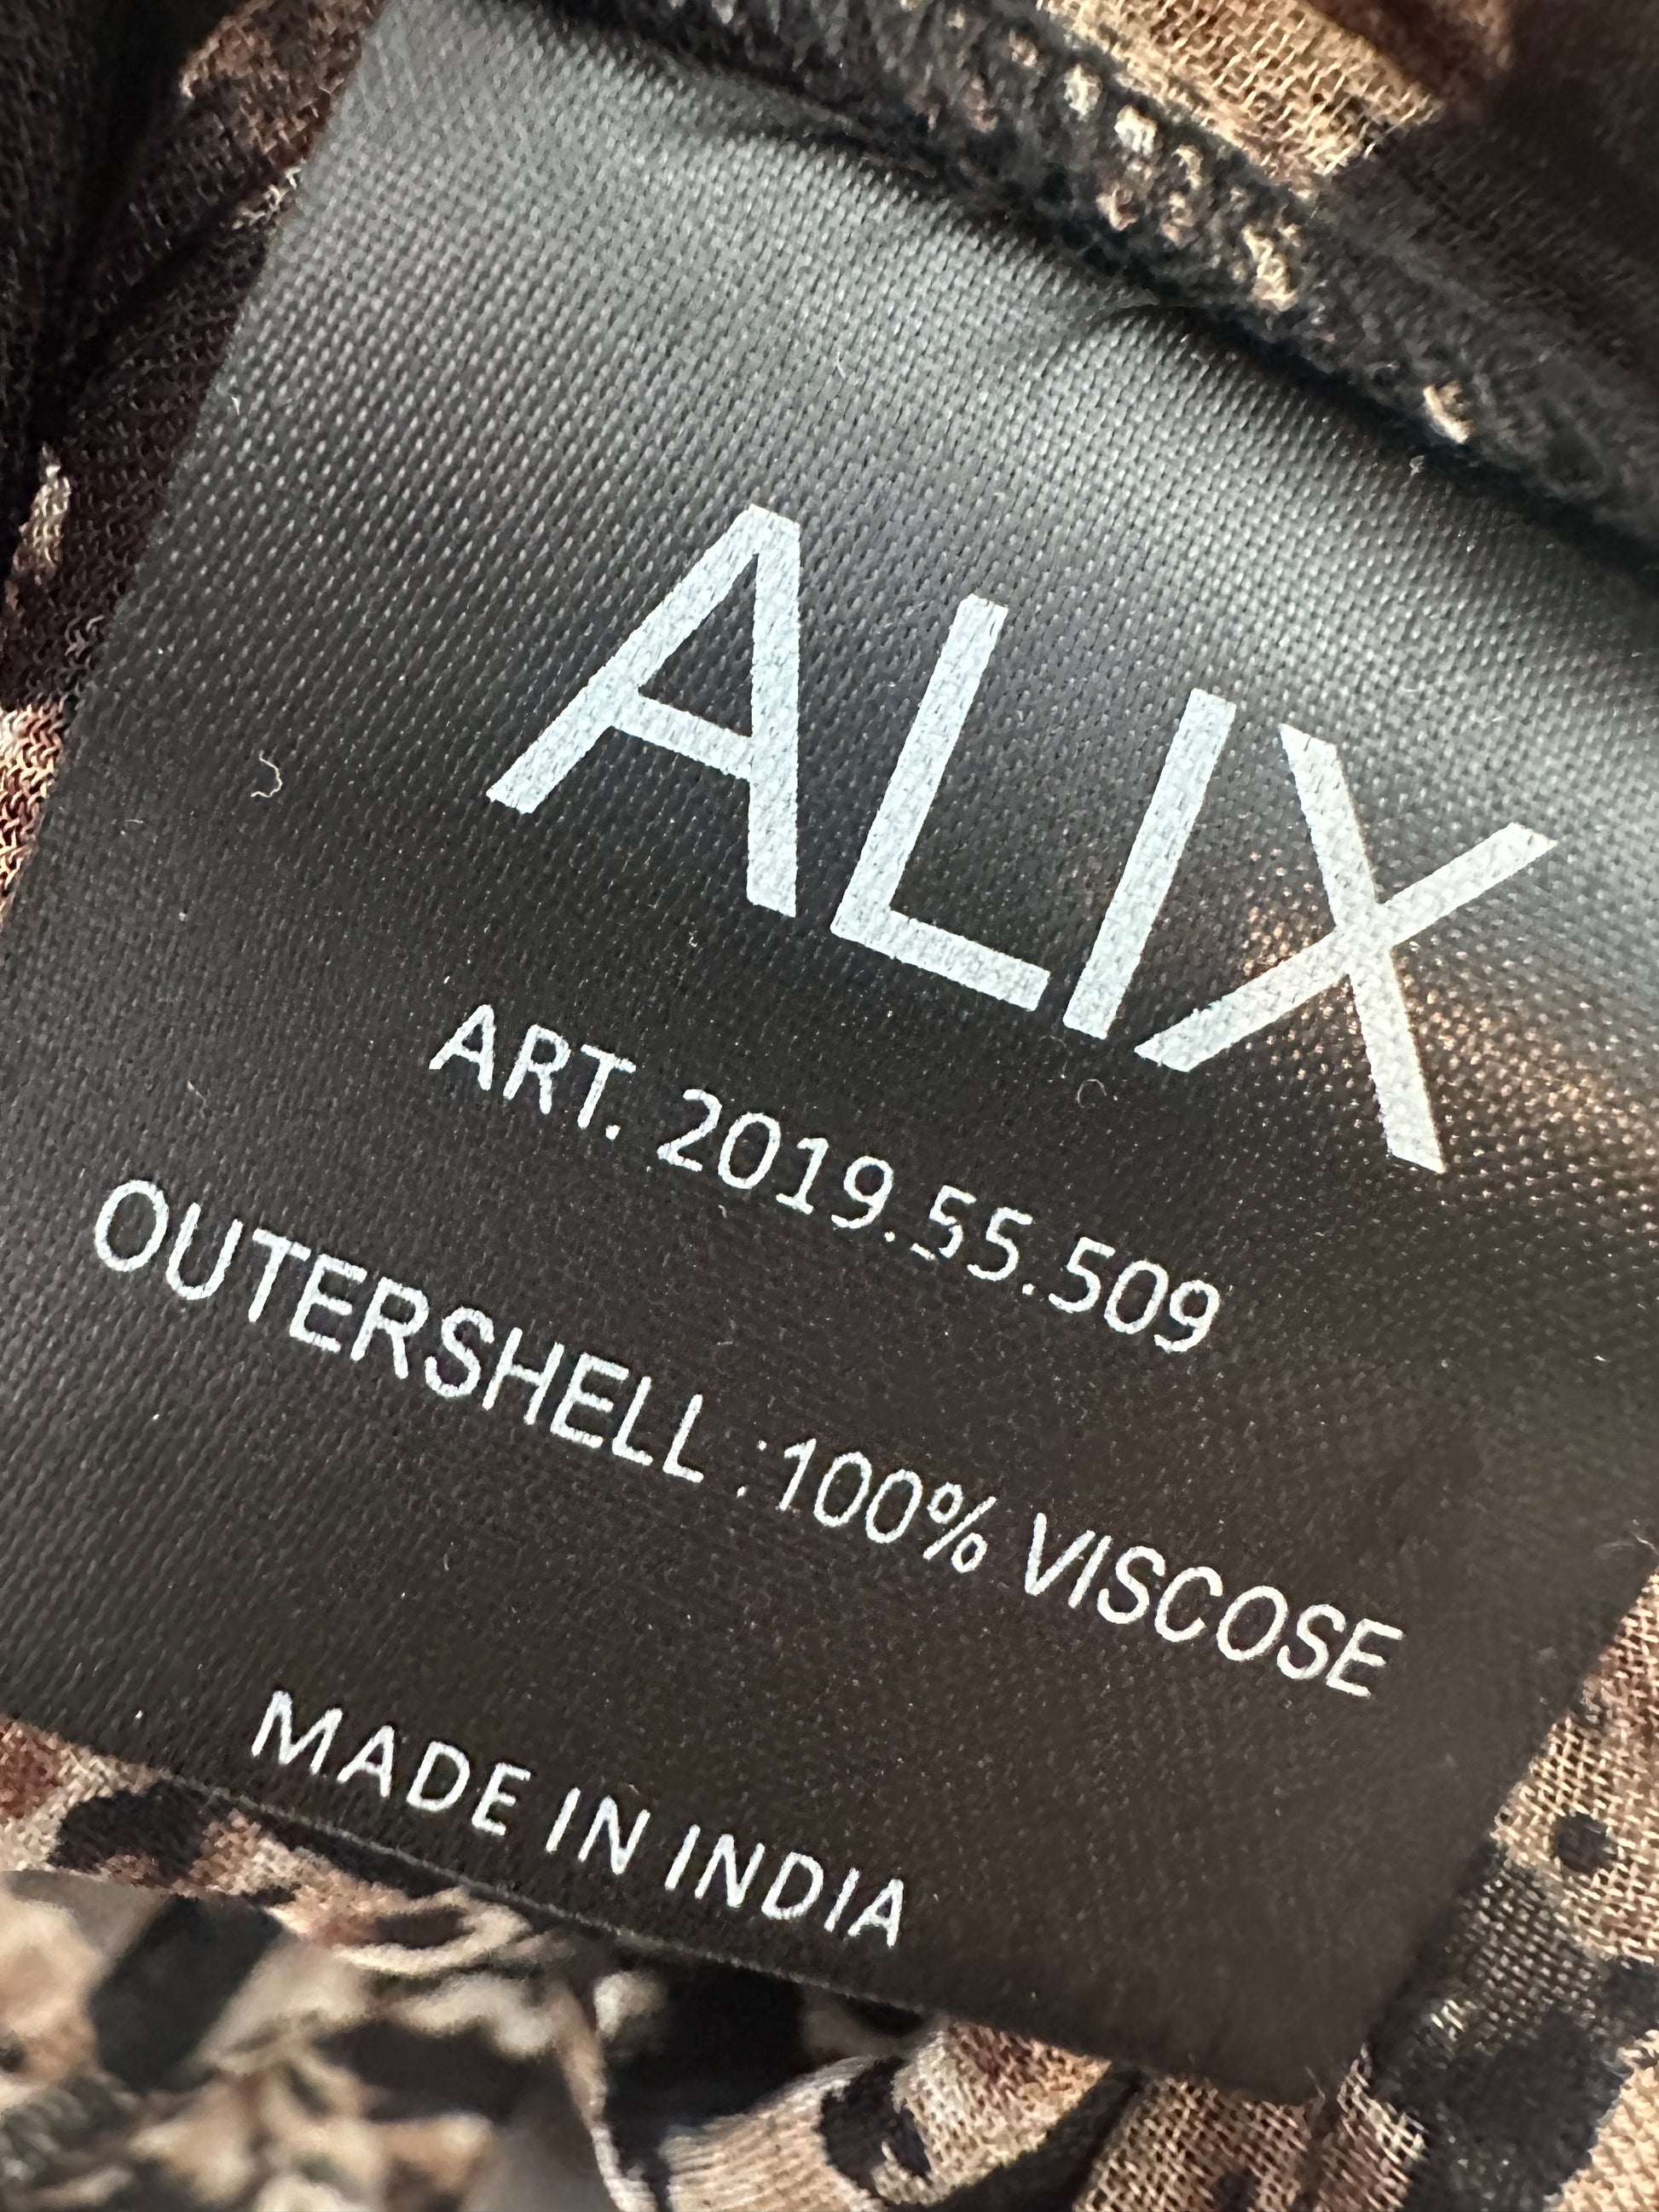 ALIX
ART. 2019.55.509
OUTERSHELL :100% VISCOSE
MADE IN INDIA